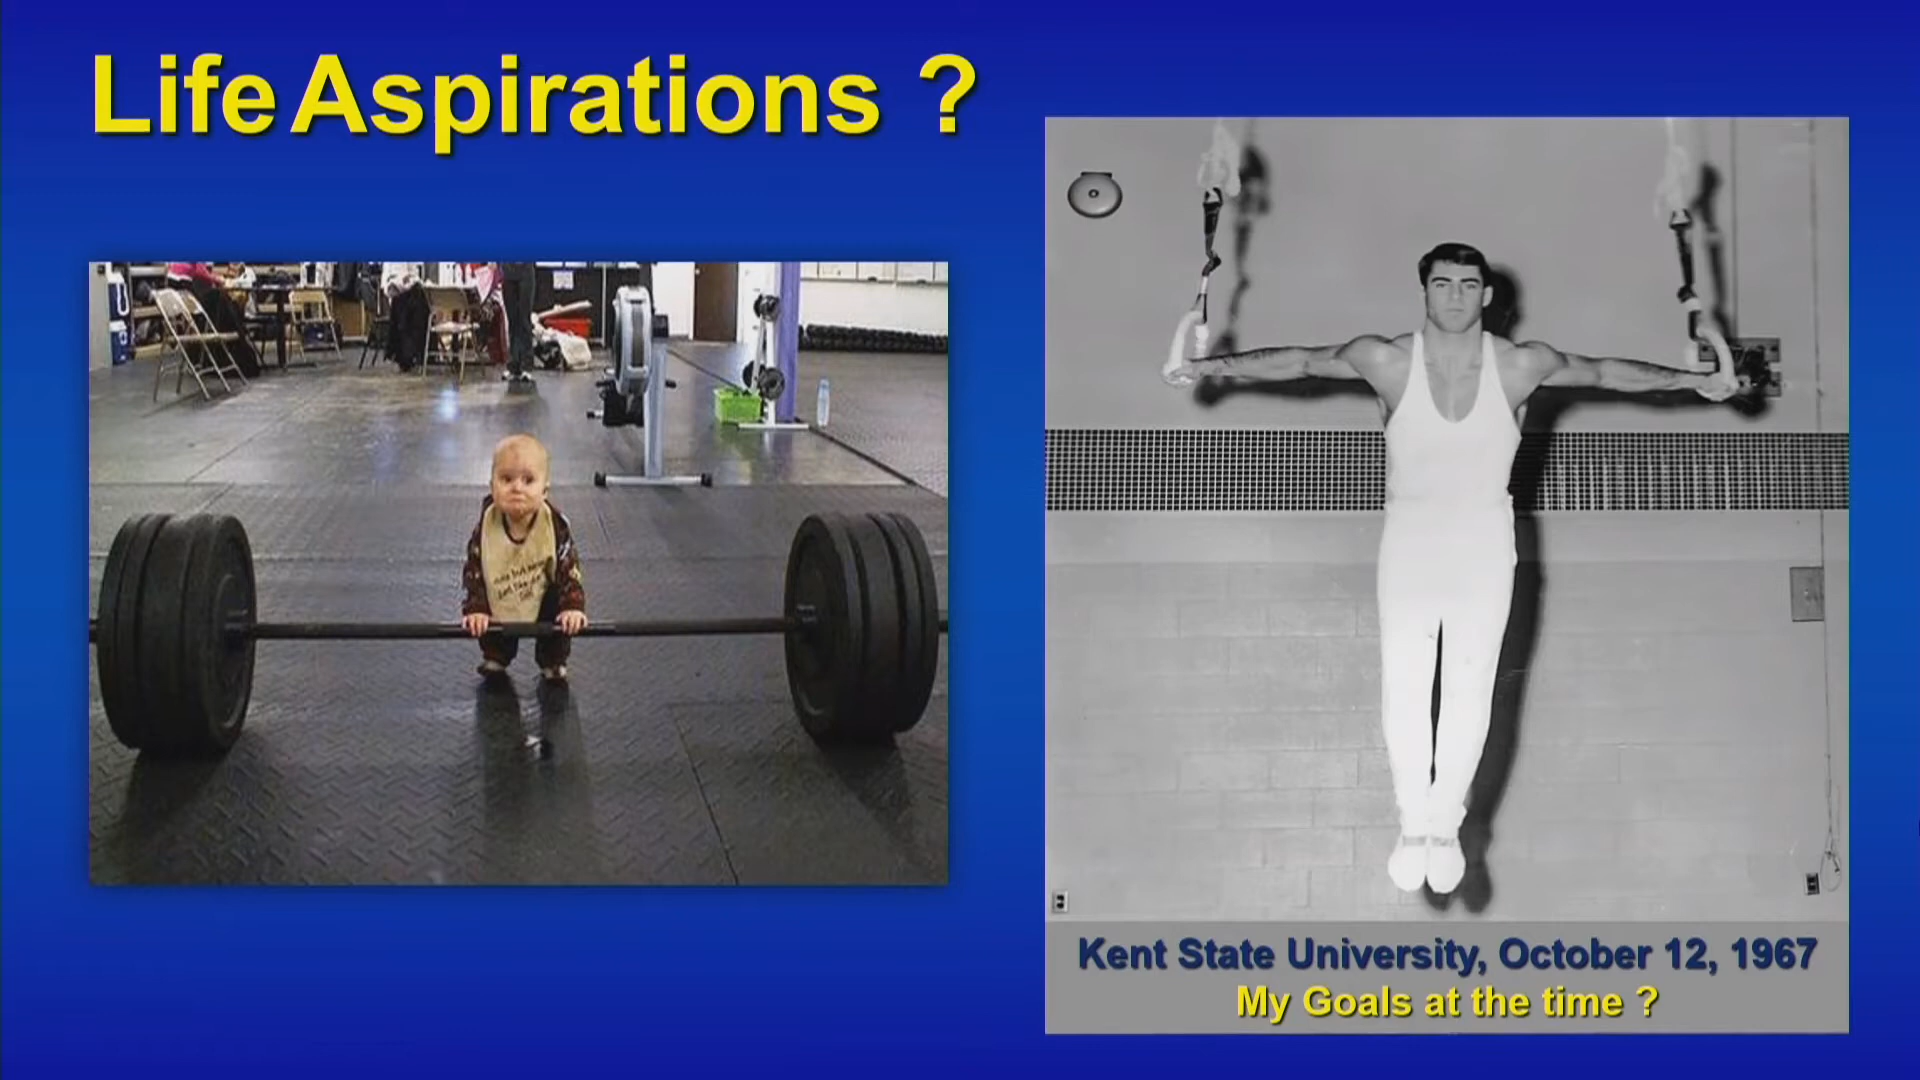 Life Aspirations ?
Kent State University, October 12, 1967
My Goals at the time ?